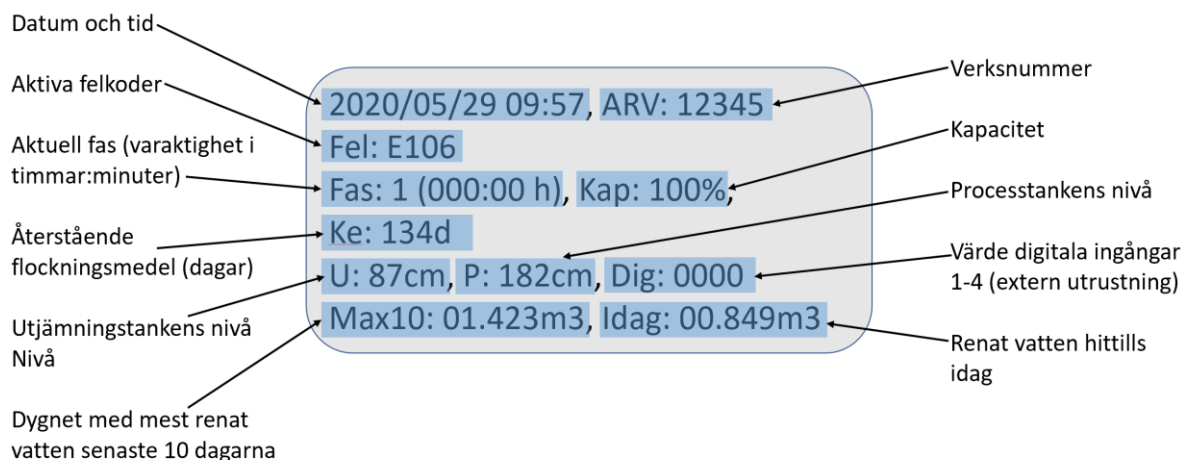 Datum och tid
Aktiva felkoder
Aktuell fas (varaktighet i
timmar:minuter)
Återstående
flockningsmedel (dagar)
Utjämningstankens nivå
Nivå
Dygnet med mest renat
vatten senaste 10 dagarna
2020/05/29 09:57, ARV: 12345
Fel: E106
Fas: 1 (000:00 h), Kap: 100%,
Ke: 134d
U: 87cm, P: 182cm, Dig: 0000
Max10: 01.423m3, Idag: 00.849m3
Verksnummer
Kapacitet
Processtankens nivå
Värde digitala ingångar
1-4 (extern utrustning)
Renat vatten hittills
idag